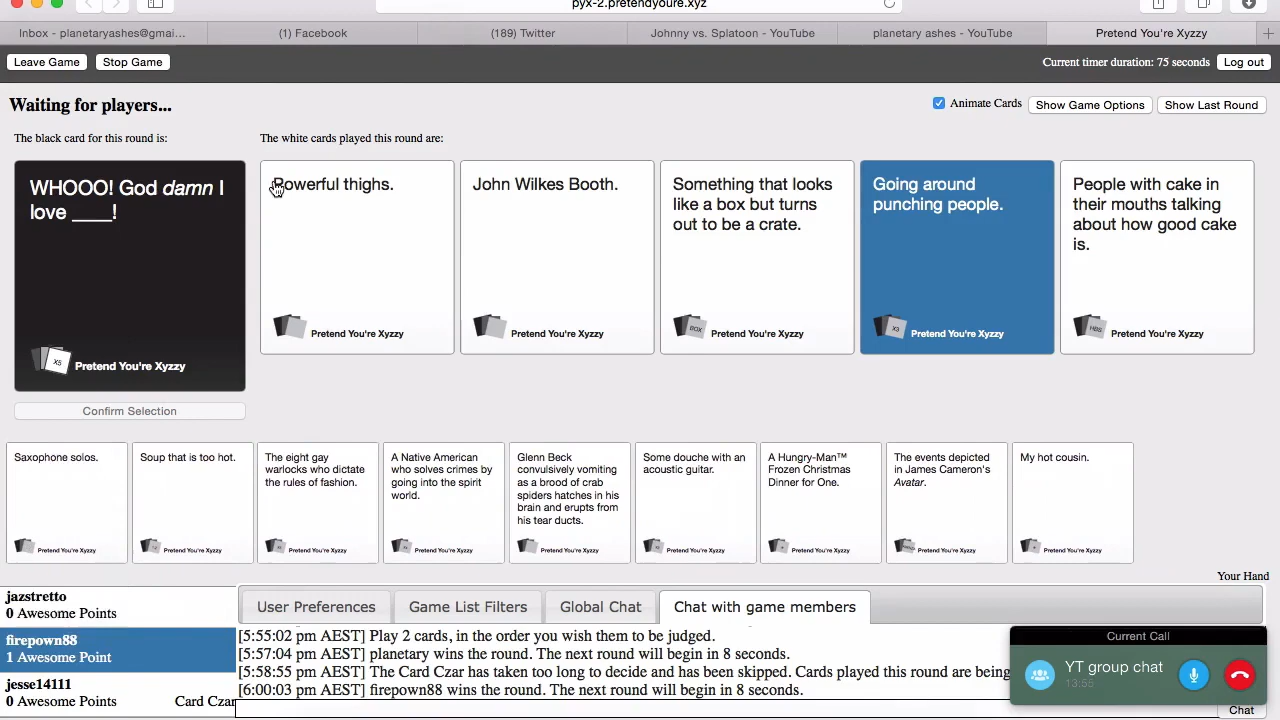 pyx-2.pretendyoure.xyz
Inbox - planetaryashes@gmai...
(1) Facebook
(189) Twitter
Johnny vs. Splatoon - YouTube
planetary ashes - YouTube
Pretend You're Xyzzy
Leave Game
Stop Game
Current timer duration: 75 seconds
Log out
Waiting for players...
Animate Cards
Show Game Options
Show Last Round
The black card for this round is:
The white cards played this round are:
WHOOO! God damn I
love ____!
X5
Pretend You're Xyzzy
Powerful thighs.
Pretend You're Xyzzy
John Wilkes Booth.
Pretend You're Xyzzy
Something that looks
like a box but turns
out to be a crate.
BOX
Pretend You're Xyzzy
Going around
punching people.
X3
Pretend You're Xyzzy
People with cake in
their mouths talking
about how good cake
is.
HBS
Pretend You're Xyzzy
Confirm Selection
Saxophone solos.
Pretend You're Xyzzy
Soup that is too hot.
Pretend You're Xyzzy
The eight gay
warlocks who dictate
the rules of fashion.
Pretend You're Xyzzy
A Native American
who solves crimes by
going into the spirit
world.
Pretend You're Xyzzy
Glenn Beck
convulsively vomiting
as a brood of crab
spiders hatches in his
brain and erupts from
his tear ducts.
Pretend You're Xyzzy
Some douche with an
acoustic guitar.
Pretend You're Xyzzy
A Hungry-Man™
Frozen Christmas
Dinner for One.
Pretend You're Xyzzy
The events depicted
in James Cameron's
Avatar.
Pretend You're Xyzzy
My hot cousin.
Pretend You're Xyzzy
Your Hand
jazstretto
0 Awesome Points
firepown88
1 Awesome Point
jesse14111
0 Awesome Points
Card Czar
User Preferences
Game List Filters
Global Chat
Chat with game members
[5:55:02 pm AEST] Play 2 cards, in the order you wish them to be judged.
[5:57:04 pm AEST] planetary wins the round. The next round will begin in 8 seconds.
[5:58:55 pm AEST] The Card Czar has taken too long to decide and has been skipped. Cards played this round are being
[6:00:03 pm AEST] firepown88 wins the round. The next round will begin in 8 seconds.
Current Call
YT group chat
13:55
Chat